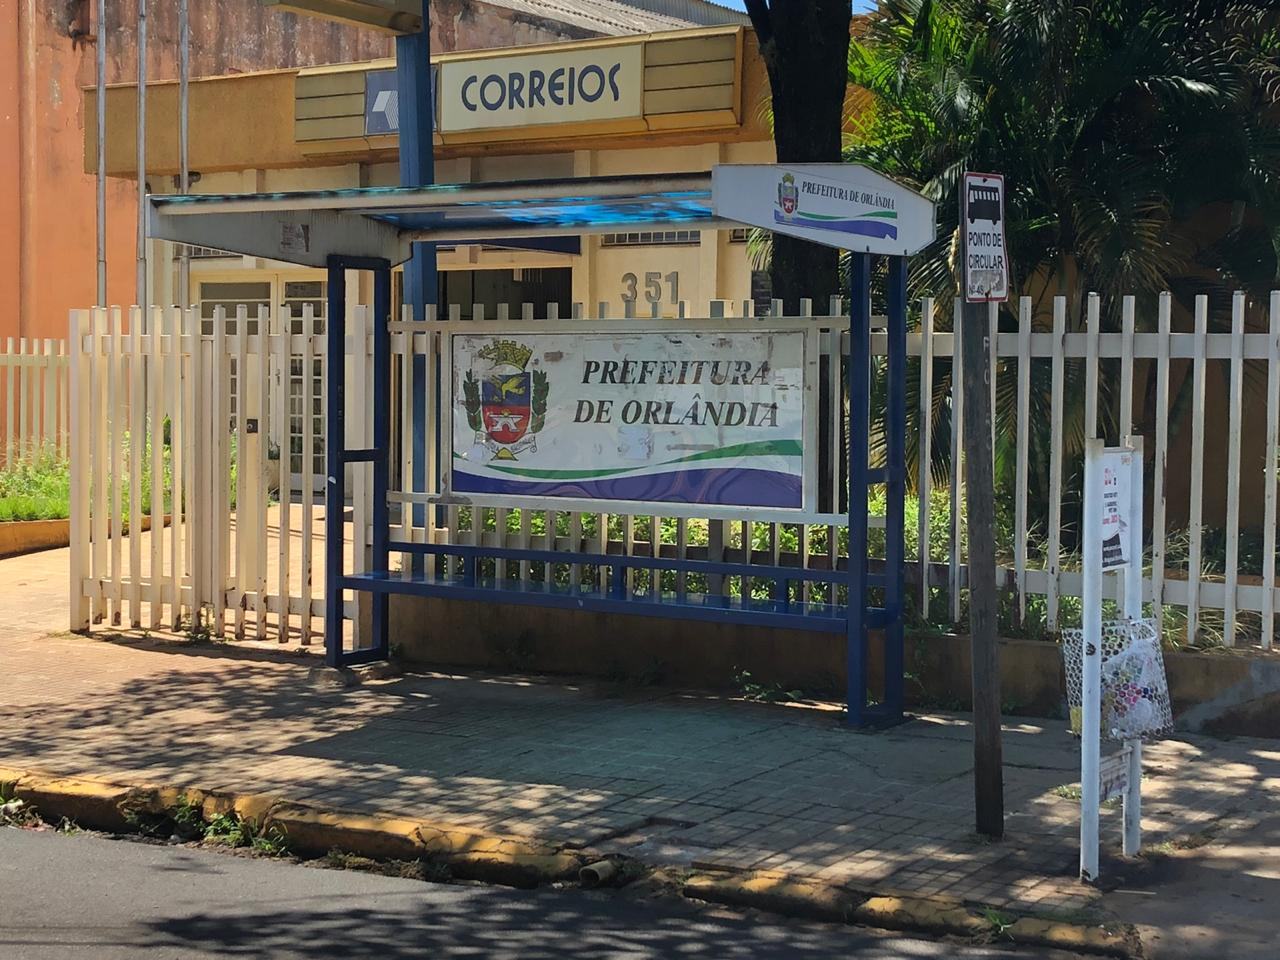 CORREIOS
PREFEITURA DE ORLÂNDIA
PONTO DE
CIRCULAR
351
PREFEITURA
DE ORLÂNDIA